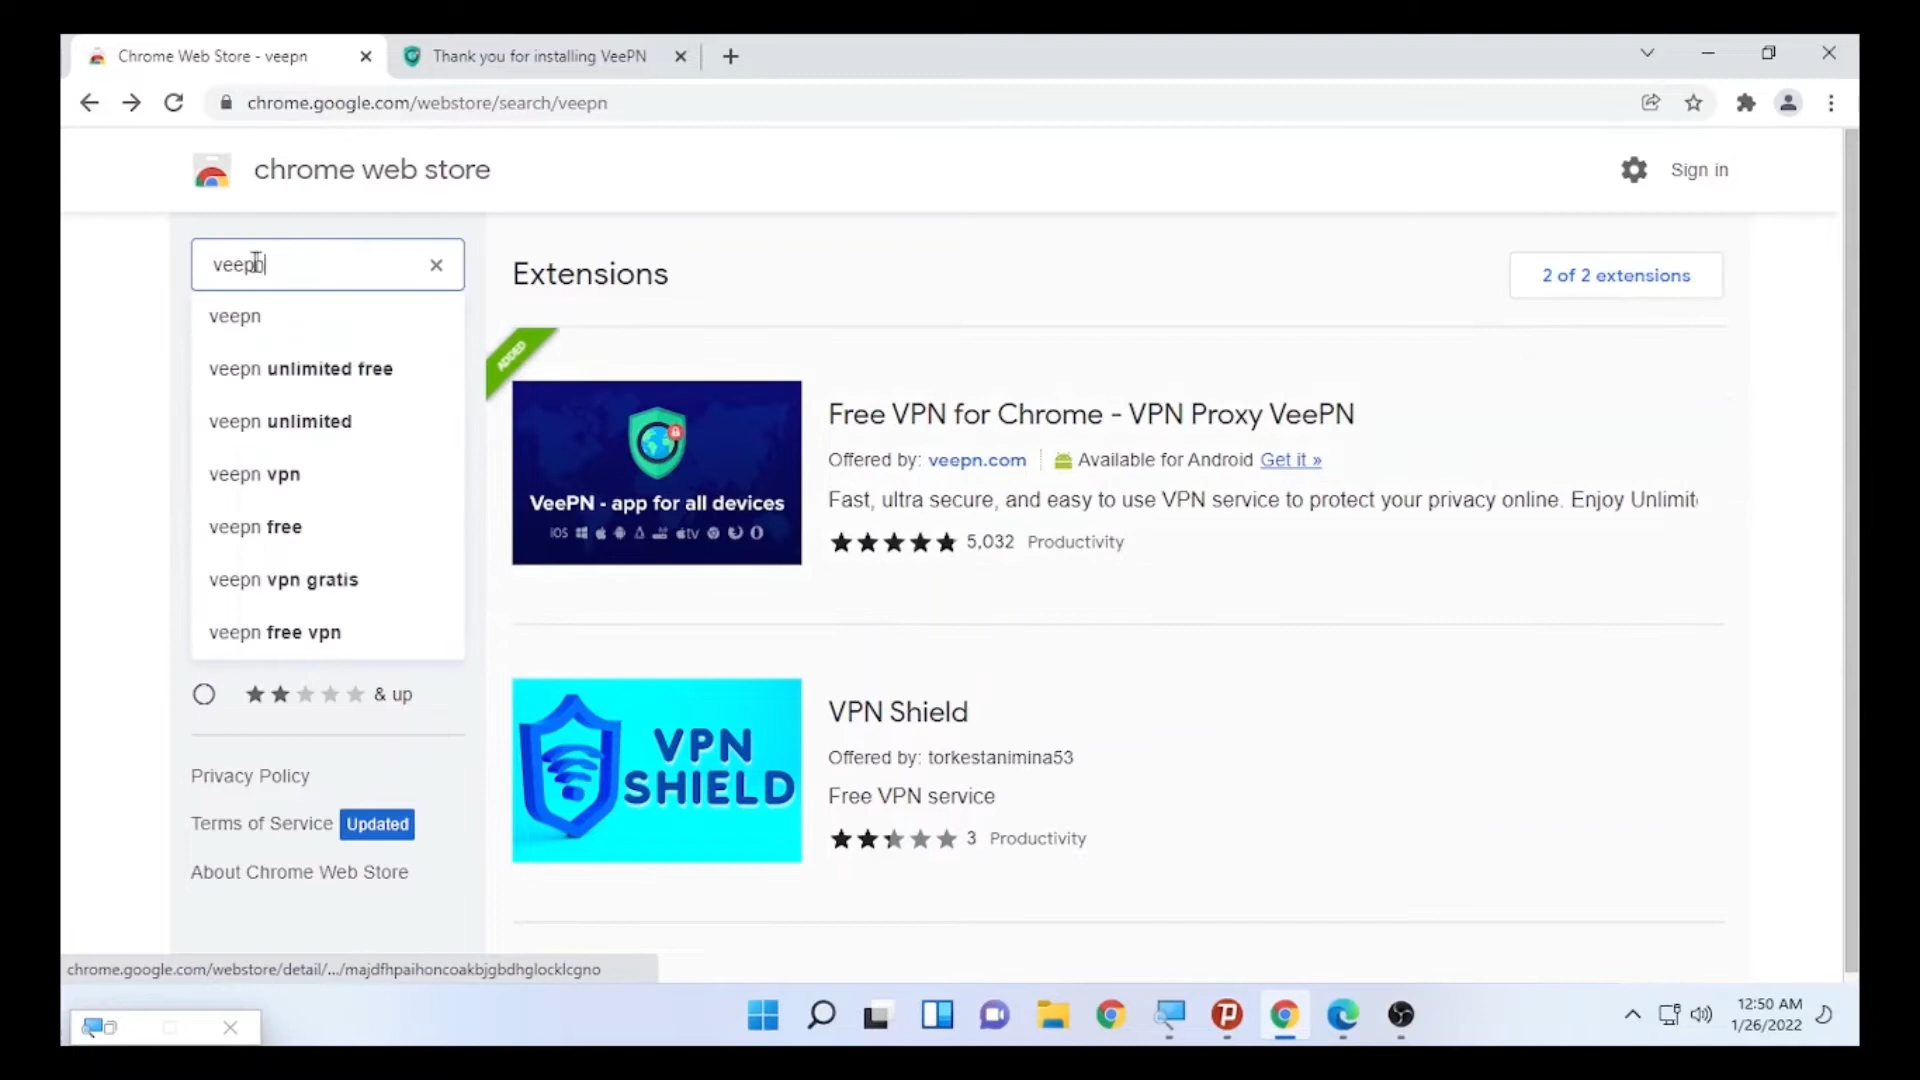 Chrome Web Store - veepn
Thank you for installing VeePN
chrome.google.com/webstore/search/veepn
chrome web store
Sign in
veepn
veepn
veepn unlimited free
veepn unlimited
veepn vpn
veepn free
veepn vpn gratis
veepn free vpn
& up
Privacy Policy
Terms of Service Updated
About Chrome Web Store
Extensions
2 of 2 extensions
ADDED
VeePN - app for all devices
iOS tv
Free VPN for Chrome - VPN Proxy VeePN
Offered by: veepn.com Available for Android Get it »
Fast, ultra secure, and easy to use VPN service to protect your privacy online. Enjoy Unlimit
5,032 Productivity
VPN
SHIELD
VPN Shield
Offered by: torkestanimina53
Free VPN service
3 Productivity
chrome.google.com/webstore/detail/.../majdfhpaihoncoakbjgbdhglocklcgno
12:50 AM
1/26/2022